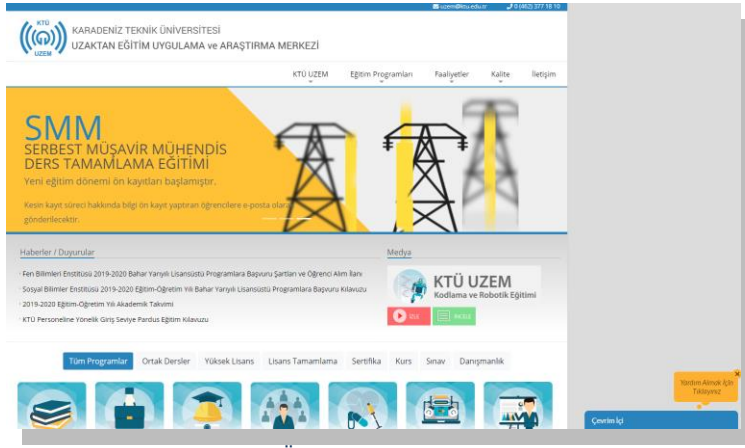 uzem@ktu.edu.tr 0 (462) 377 18 10
KTÜ
UZEM
KARADENİZ TEKNİK ÜNİVERSİTESİ
UZAKTAN EĞİTİM UYGULAMA ve ARAŞTIRMA MERKEZİ
KTÜ UZEM Eğitim Programları Faaliyetler Kalite İletişim
SMM
SERBEST MÜŞAVİR MÜHENDİS
DERS TAMAMLAMA EĞİTİMİ
Yeni eğitim dönemi ön kayıtları başlamıştır.
Kesin kayıt süreci hakkında bilgi ön kayıt yaptıran öğrencilere e-posta olarak
gönderilecektir.
Haberler / Duyurular
Fen Bilimleri Enstitüsü 2019-2020 Bahar Yarıyılı Lisansüstü Programlara Başvuru Şartları ve Öğrenci Alım İlanı
Sosyal Bilimler Enstitüsü 2019-2020 Eğitim-Öğretim Yılı Bahar Yarıyılı Lisansüstü Programlara Başvuru Kılavuzu
2019-2020 Eğitim-Öğretim Yılı Akademik Takvimi
KTÜ Personeline Yönelik Giriş Seviye Pardus Eğitim Kılavuzu
Medya
KTÜ UZEM
Kodlama ve Robotik Eğitimi
İZLE İNCELE
Tüm Programlar Ortak Dersler Yüksek Lisans Lisans Tamamlama Sertifika Kurs Sınav Danışmanlık
Yardım Almak İçin
Tıklayınız
Çevrim İçi